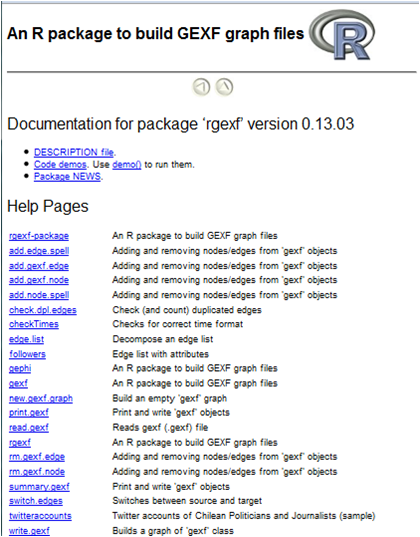 An R package to build GEXF graph files R
Documentation for package ‘rgexf’ version 0.13.03
DESCRIPTION file.
Code demos. Use demo() to run them.
Package NEWS.
Help Pages
rgexf-package An R package to build GEXF graph files
add.edge.spell Adding and removing nodes/edges from 'gexf' objects
add.gexf.edge Adding and removing nodes/edges from 'gexf' objects
add.gexf.node Adding and removing nodes/edges from 'gexf' objects
add.node.spell Adding and removing nodes/edges from 'gexf' objects
check.dpl.edges Check (and count) duplicated edges
checkTimes Checks for correct time format
edge.list Decompose an edge list
followers Edge list with attributes
gephi An R package to build GEXF graph files
gexf An R package to build GEXF graph files
new.gexf.graph Build an empty 'gexf' graph
print.gexf Print and write 'gexf' objects
read.gexf Reads gexf (.gexf) file
rgexf An R package to build GEXF graph files
rm.gexf.edge Adding and removing nodes/edges from 'gexf' objects
rm.gexf.node Adding and removing nodes/edges from 'gexf' objects
summary.gexf Print and write 'gexf' objects
switch.edges Switches between source and target
twitteraccounts Twitter accounts of Chilean Politicians and Journalists (sample)
write.gexf Builds a graph of 'gexf' class